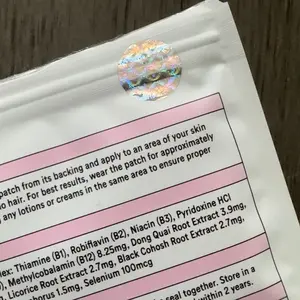 patch from its backing and apply to an area of your skin
no hair. For best results, wear the patch for approximately
any lotions or creams in the same area to ensure proper
lex: Thiamine (B1), Robiflavin (B2), Niacin (B3), Pyridoxine HCl
), Methylcobalamin (B12) 8.25mg, Dong Quai Root Extract 3.9mg,
, Licorice Root Extract 2.7mg, Black Cohosh Root Extract 2.7mg,
phorus 1.5mg, Selenium 100mcg
seal together. Store in a
within 2 years.